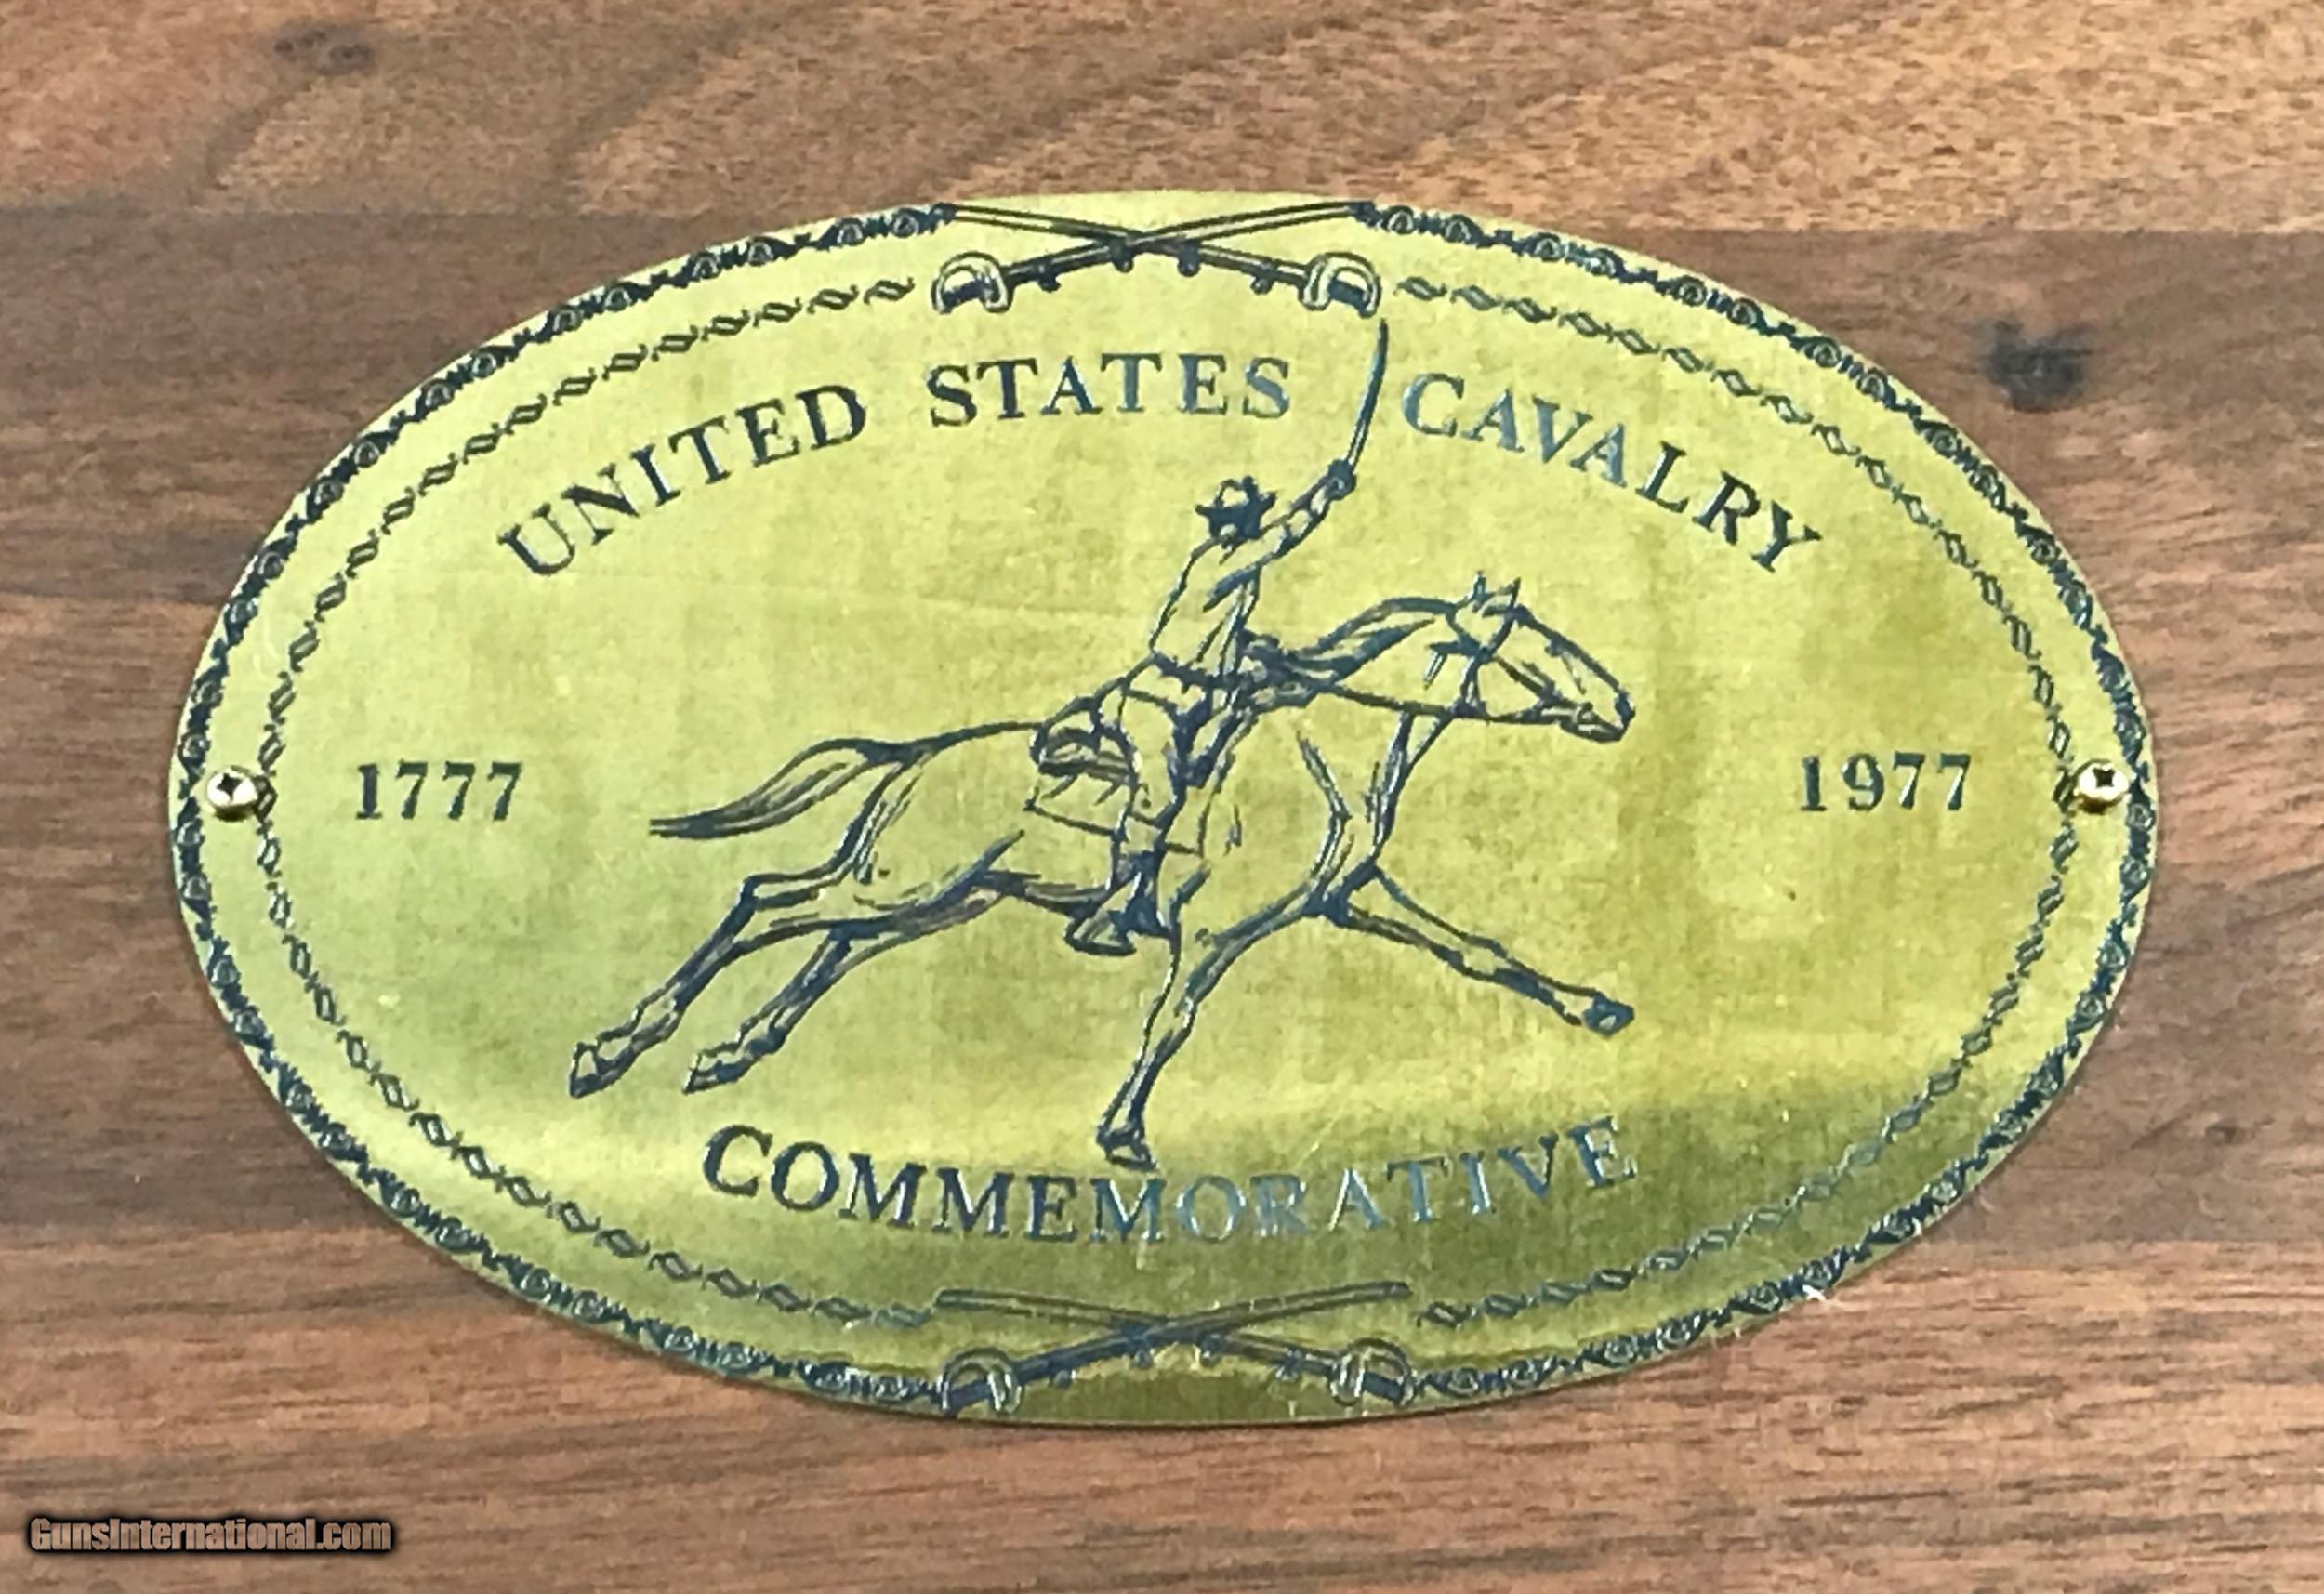 UNITED STATES CAVALRY
1777
1977
COMMEMORATIVE
GunsInternational.com